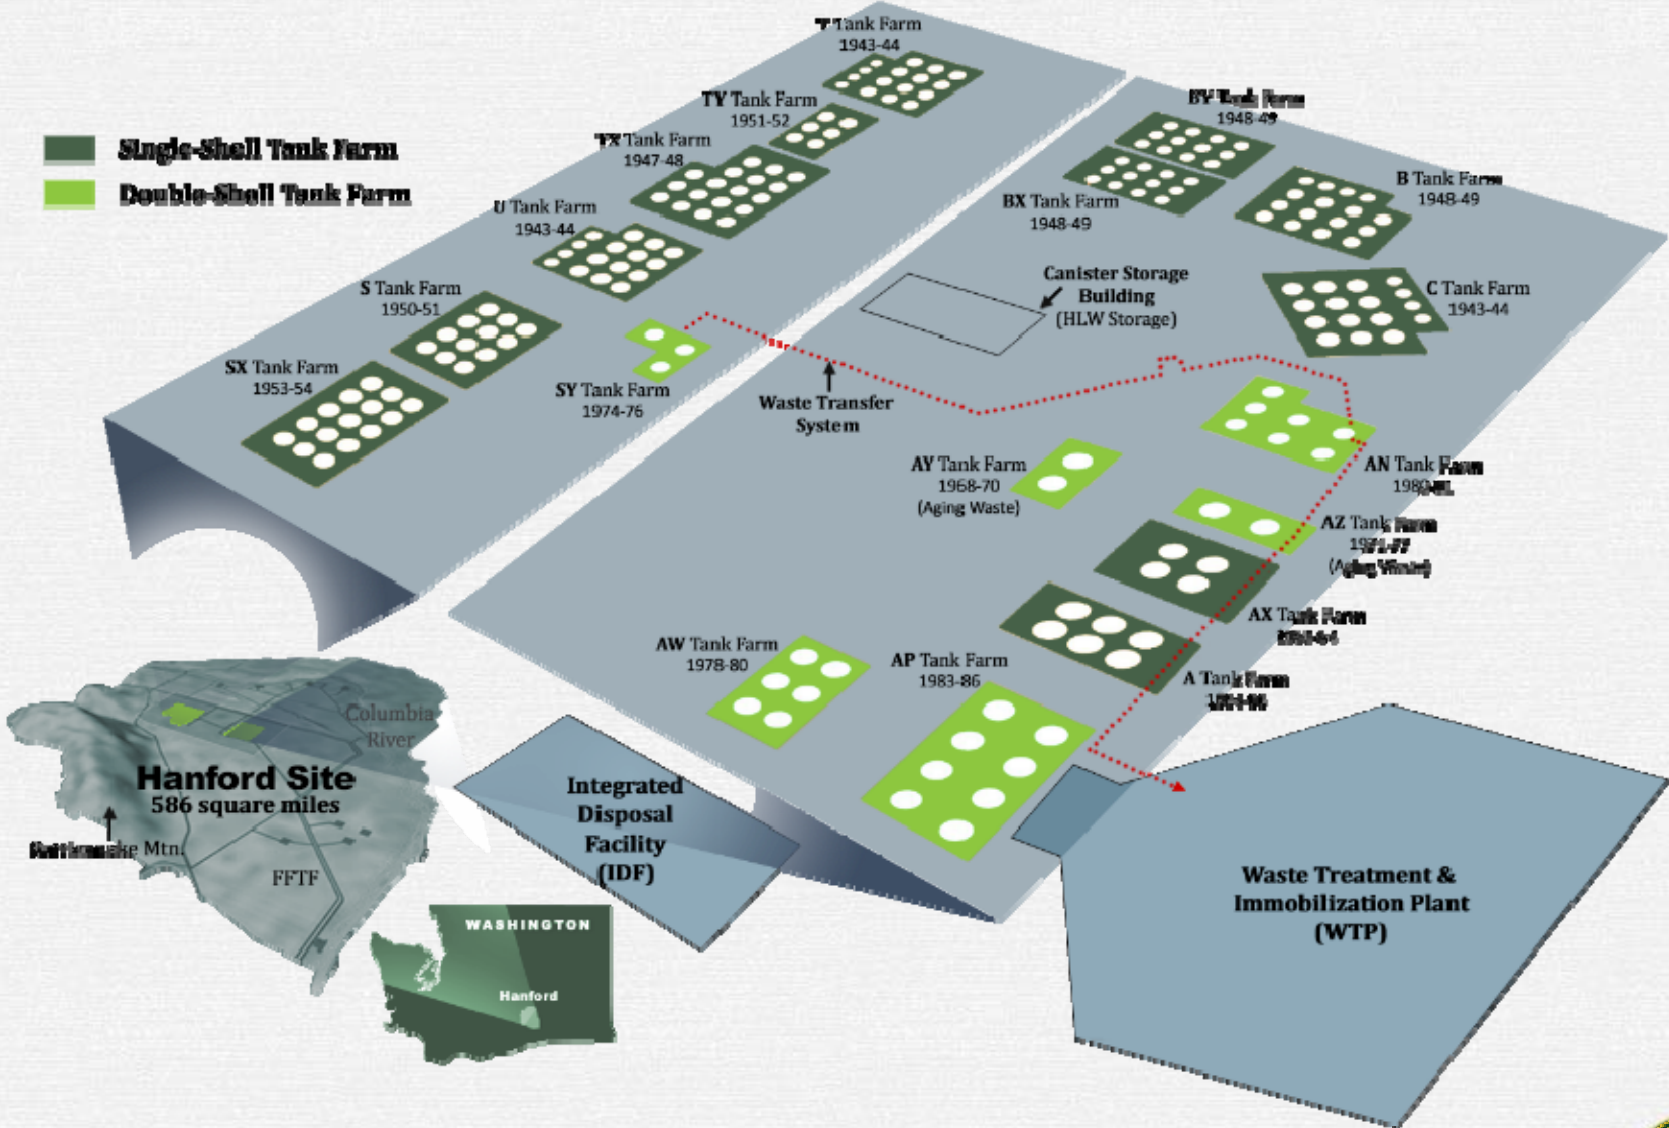 T Tank Farm
1943-44
TY Tank Farm
1951-52
TX Tank Farm
1947-48
U Tank Farm
1943-44
S Tank Farm
1950-51
SX Tank Farm
1953-54
SY Tank Farm
1974-76
Single-Shell Tank Farm
Double-Shell Tank Farm
BY Tank Farm
1948-49
BX Tank Farm
1948-49
B Tank Farm
1948-49
C Tank Farm
1943-44
Canister Storage
Building
(HLW Storage)
Waste Transfer
System
AY Tank Farm
1968-70
(Aging Waste)
AN Tank Farm
AZ Tank Farm
(Aging Waste)
AX Tank Farm
A Tank Farm
AW Tank Farm
1978-80
AP Tank Farm
1983-86
Integrated
Disposal
Facility
(IDF)
Waste Treatment &
Immobilization Plant
(WTP)
Columbia
River
Hanford Site
586 square miles
Mtn.
FFTF
WASHINGTON
Hanford